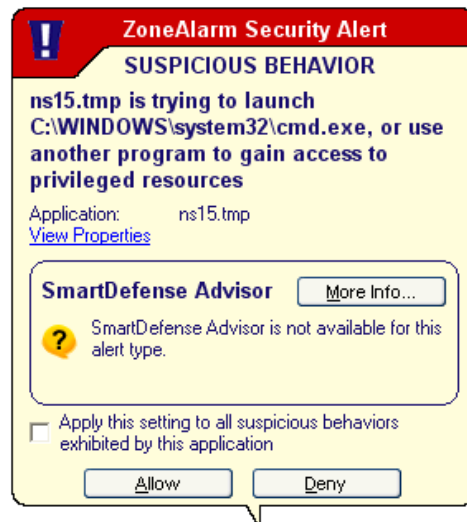 ZoneAlarm Security Alert
SUSPICIOUS BEHAVIOR
ns15.tmp is trying to launch
C:\WINDOWS\system32\cmd.exe, or use
another program to gain access to
privileged resources
Application: ns15.tmp
View Properties
SmartDefense Advisor More Info...
SmartDefense Advisor is not available for this
alert type.
Apply this setting to all suspicious behaviors
exhibited by this application
Allow Deny